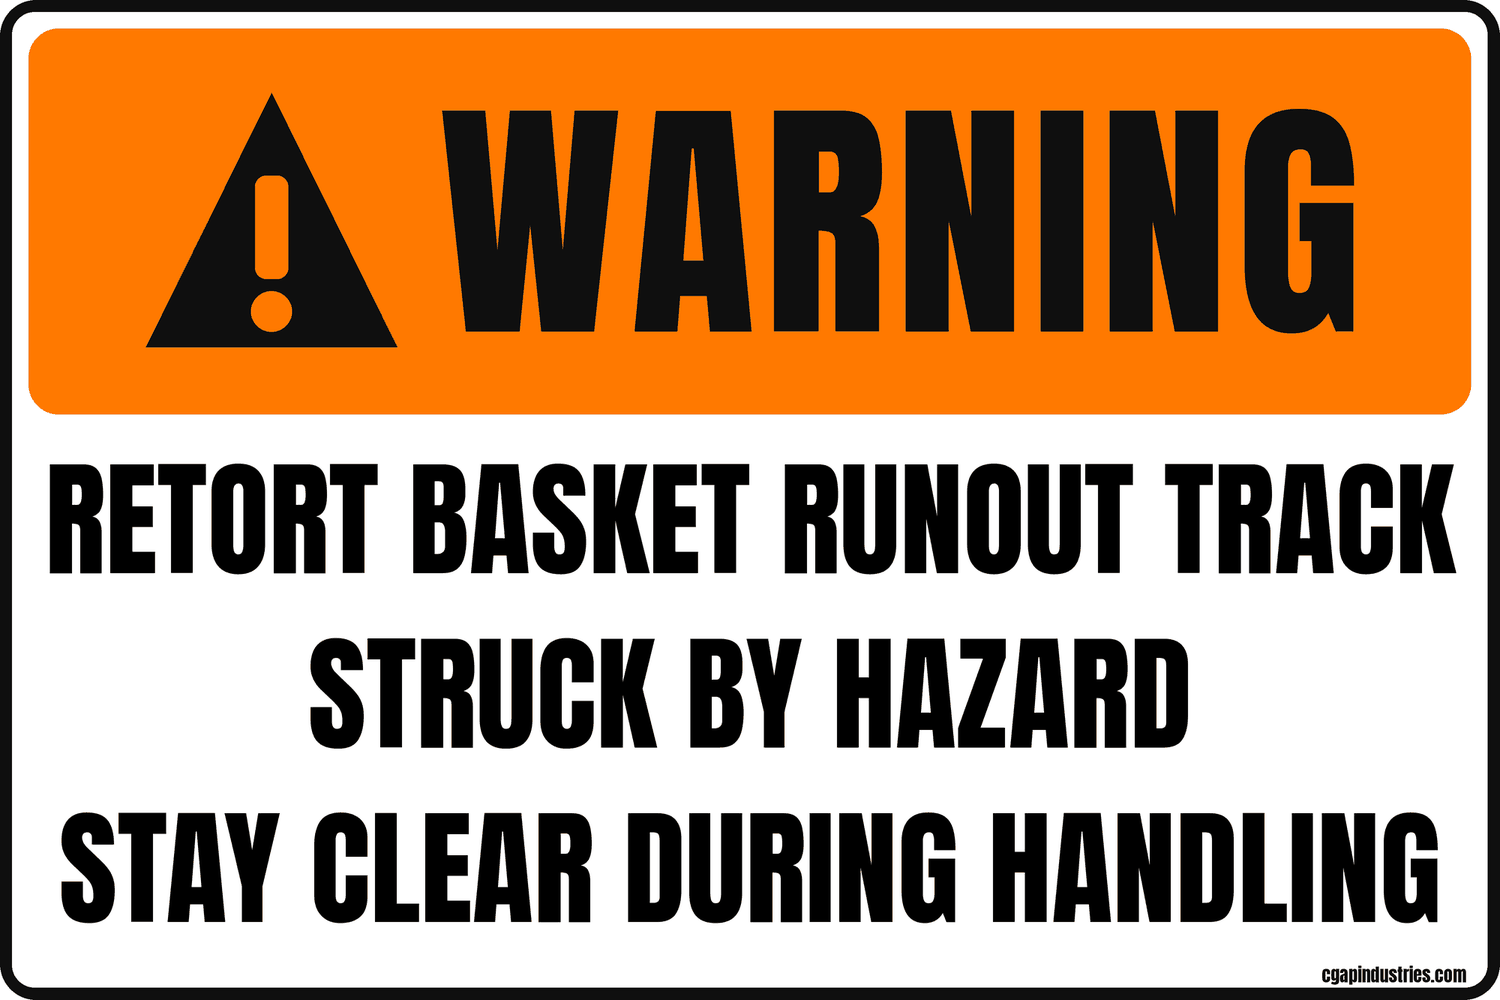 WARNING
RETORT BASKET RUNOUT TRACK
STRUCK BY HAZARD
STAY CLEAR DURING HANDLING
cgapindustries.com